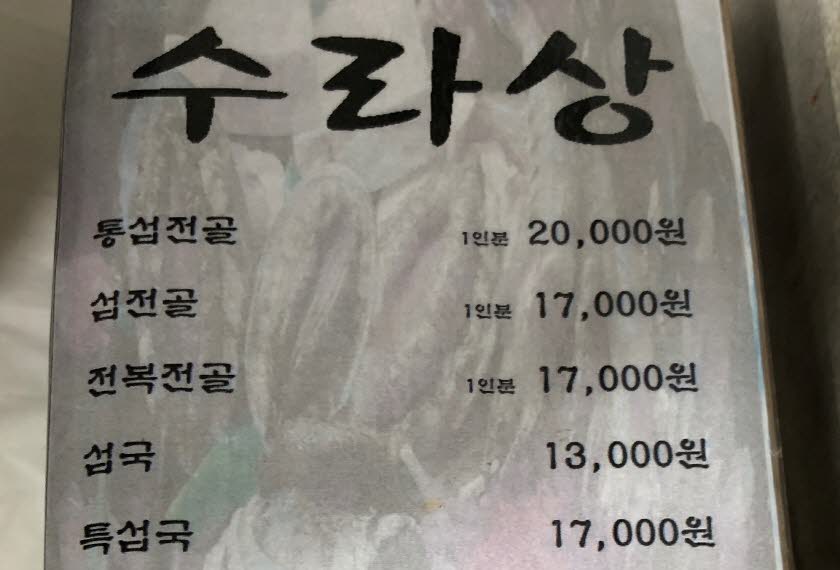 수라상
통섭전골 1인분 20,000원
섭전골 1인분 17,000원
전복전골 1인분 17,000원
섭국 13,000원
특섭국 17,000원